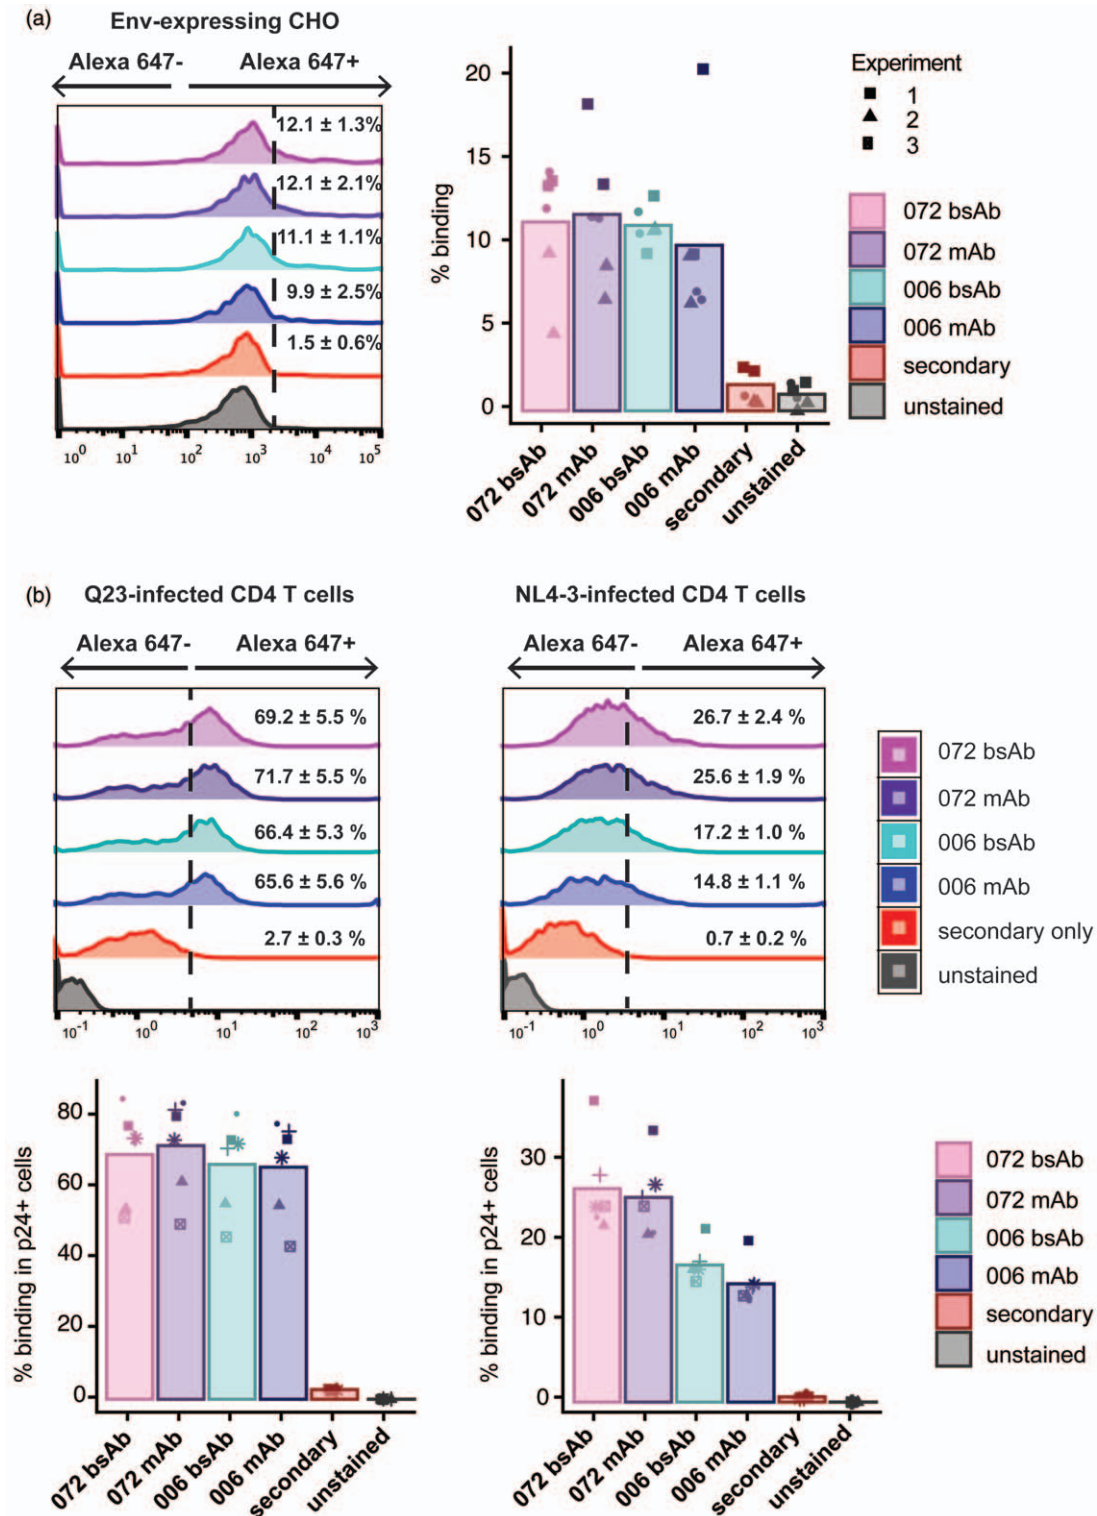 (a)
Env-expressing CHO
Alexa 647-
Alexa 647+
12.1 ± 1.3%
12.1 ± 2.1%
11.1 ± 1.1%
9.9 ± 2.5%
1.5 ± 0.6%
10^0 10^1 10^2 10^3 10^4 10^5
% binding
20
15
10
5
0
072 bsAb
072 mAb
006 bsAb
006 mAb
secondary
unstained
Experiment
1
2
3
072 bsAb
072 mAb
006 bsAb
006 mAb
secondary
unstained
(b)
Q23-infected CD4 T cells
Alexa 647-
Alexa 647+
69.2 ± 5.5 %
71.7 ± 5.5 %
66.4 ± 5.3 %
65.6 ± 5.6 %
2.7 ± 0.3 %
10^-1 10^0 10^1 10^2 10^3
NL4-3-infected CD4 T cells
Alexa 647-
Alexa 647+
26.7 ± 2.4 %
25.6 ± 1.9 %
17.2 ± 1.0 %
14.8 ± 1.1 %
0.7 ± 0.2 %
10^-1 10^0 10^1 10^2 10^3
072 bsAb
072 mAb
006 bsAb
006 mAb
secondary only
unstained
% binding in p24+ cells
80
60
40
20
0
072 bsAb
072 mAb
006 bsAb
006 mAb
secondary
unstained
% binding in p24+ cells
30
20
10
0
072 bsAb
072 mAb
006 bsAb
006 mAb
secondary
unstained
072 bsAb
072 mAb
006 bsAb
006 mAb
secondary
unstained